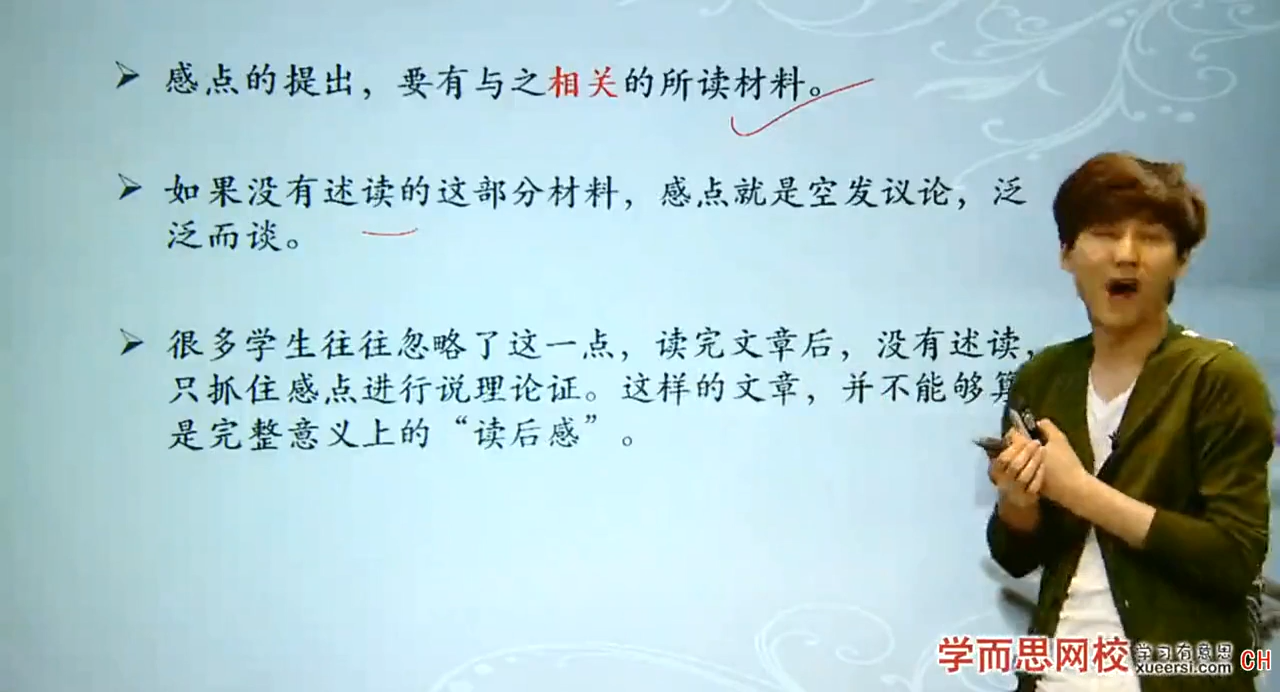 感点的提出，要有与之相关的所读材料。
如果没有述读的这部分材料，感点就是空发议论，泛
泛而谈。
很多学生往往忽略了这一点，读完文章后，没有述读，
只抓住感点进行说理论证。这样的文章，并不能够算
是完整意义上的“读后感”。
学而思网校
学习有意思
xueersi.com
CH